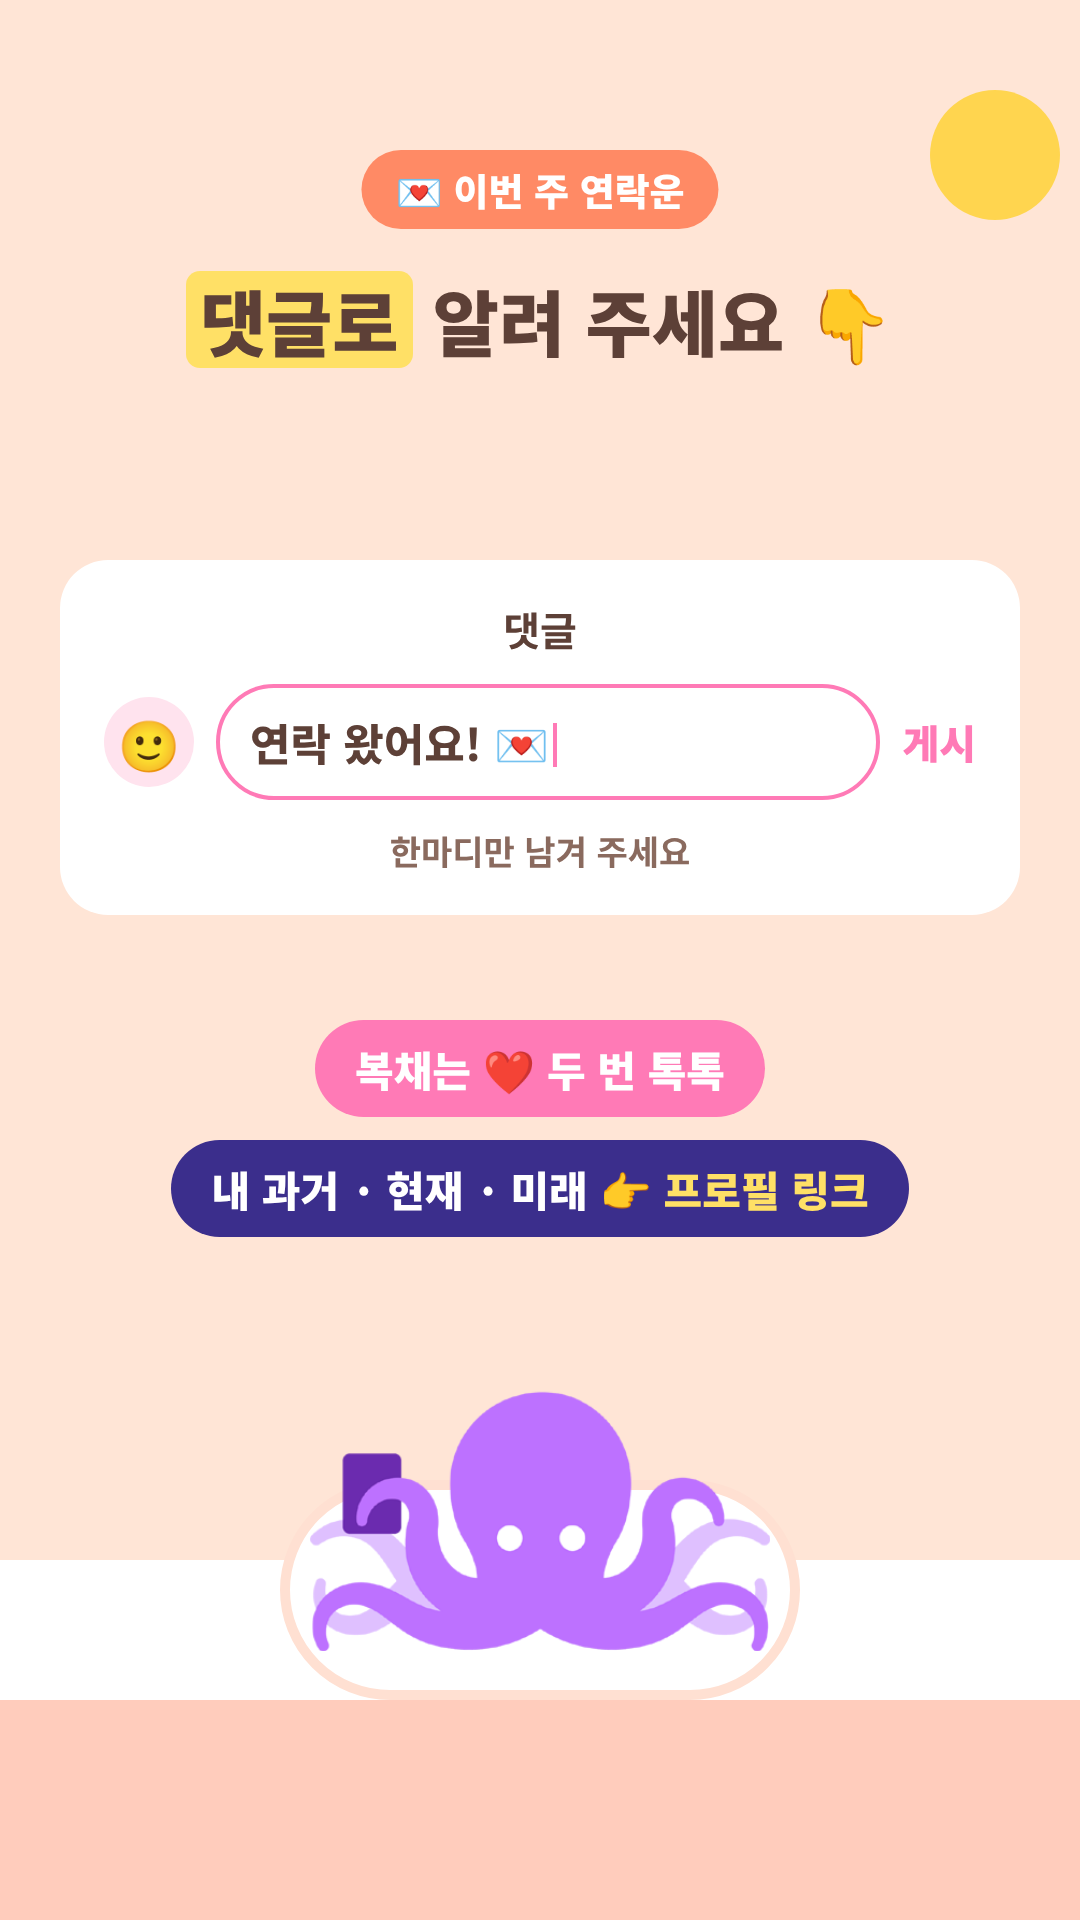 💌 이번 주 연락운
댓글로 알려 주세요 👇
댓글
🙂 연락 왔어요! 💌 게시
한마디만 남겨 주세요
복채는 ❤️ 두 번 톡톡
내 과거 · 현재 · 미래 👉 프로필 링크